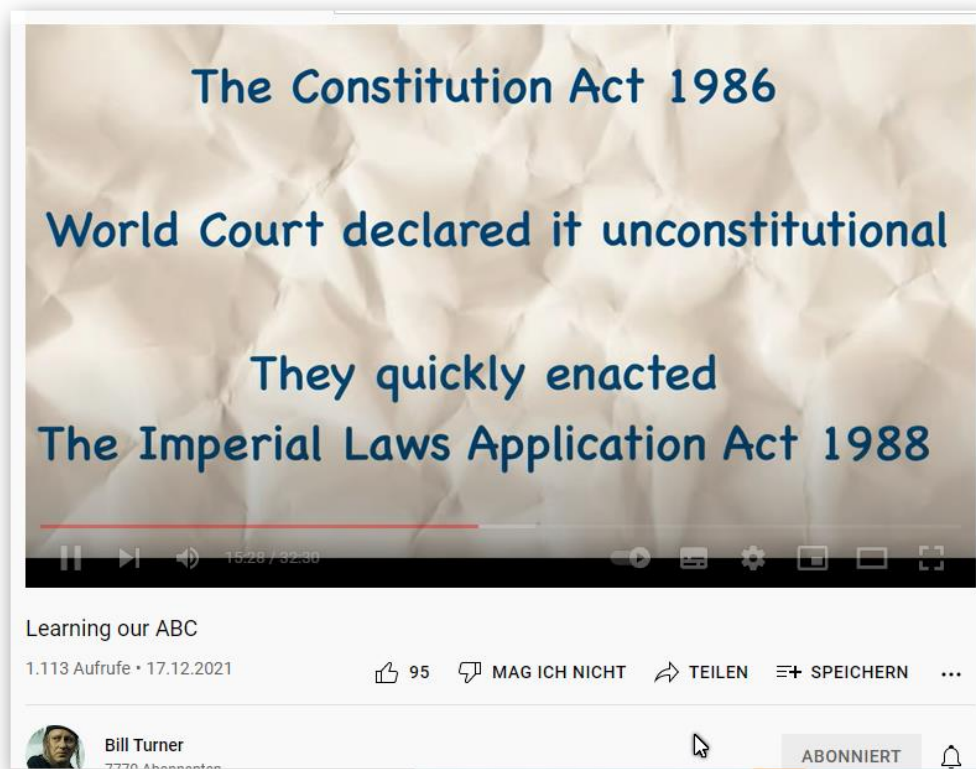 The Constitution Act 1986
World Court declared it unconstitutional
They quickly enacted
The Imperial Laws Application Act 1988
15:28 / 32:30
Learning our ABC
1.113 Aufrufe • 17.12.2021
95 MAG ICH NICHT TEILEN SPEICHERN ...
Bill Turner
ABONNIERT